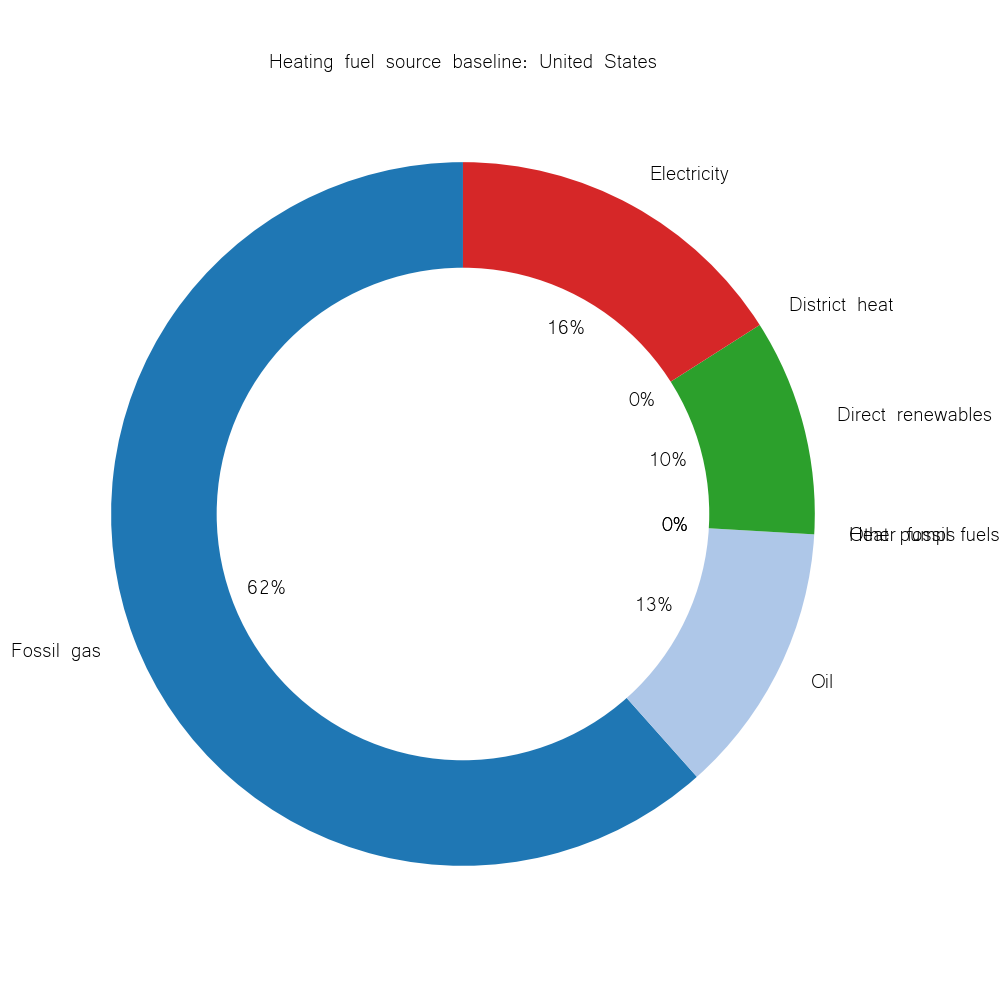 Heating fuel source baseline: United States
Electricity
16%
District heat
0%
Direct renewables
10%
Heat pumps
Other fossil fuels
0%
0%
13%
Oil
62%
Fossil gas